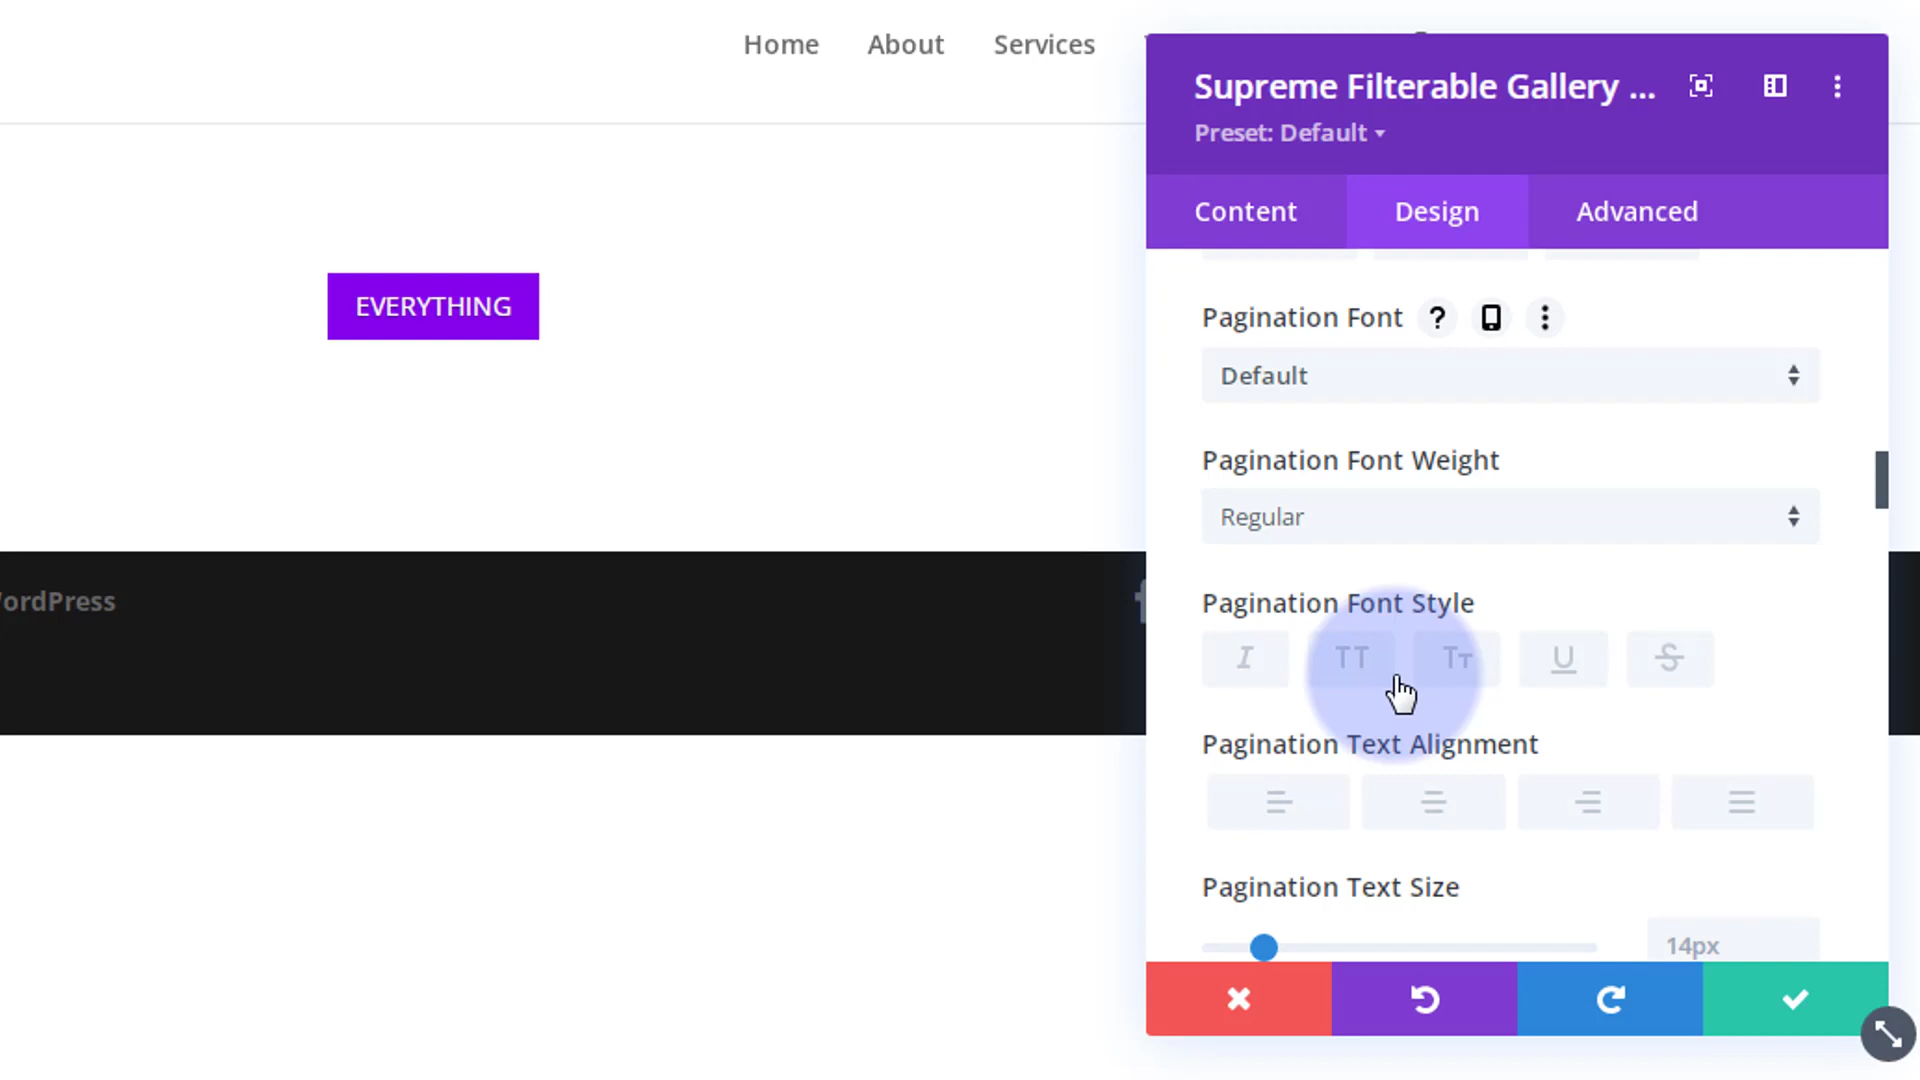 Home About Services
Supreme Filterable Gallery ...
Preset: Default
Content Design Advanced
Pagination Font ?
Default
EVERYTHING
Pagination Font Weight
Regular
Pagination Font Style
I TT Tт U S
ordPress
Pagination Text Alignment
Pagination Text Size
14px